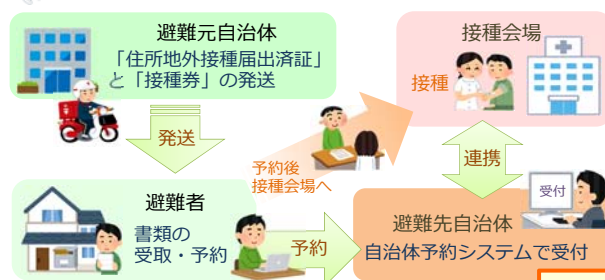 避難元自治体
「住所地外接種届出済証」
と「接種券」の発送
接種会場
接種
発送
予約後
接種会場へ
連携
受付
避難者
書類の
受取・予約
予約
避難先自治体
自治体予約システムで受付